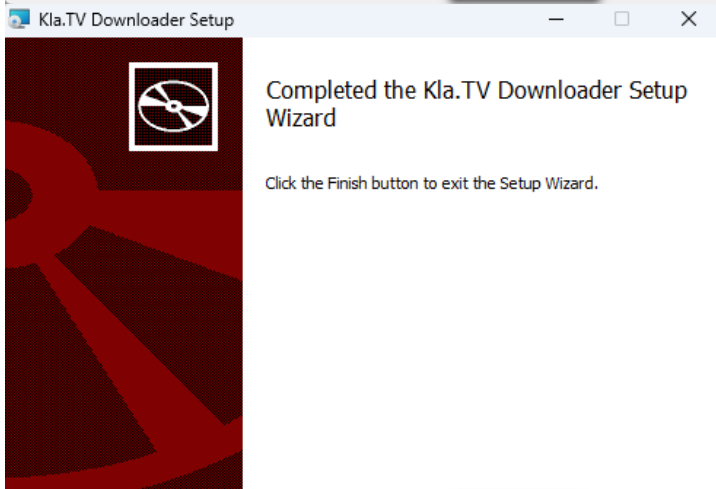 Kla.TV Downloader Setup
Completed the Kla.TV Downloader Setup
Wizard
Click the Finish button to exit the Setup Wizard.